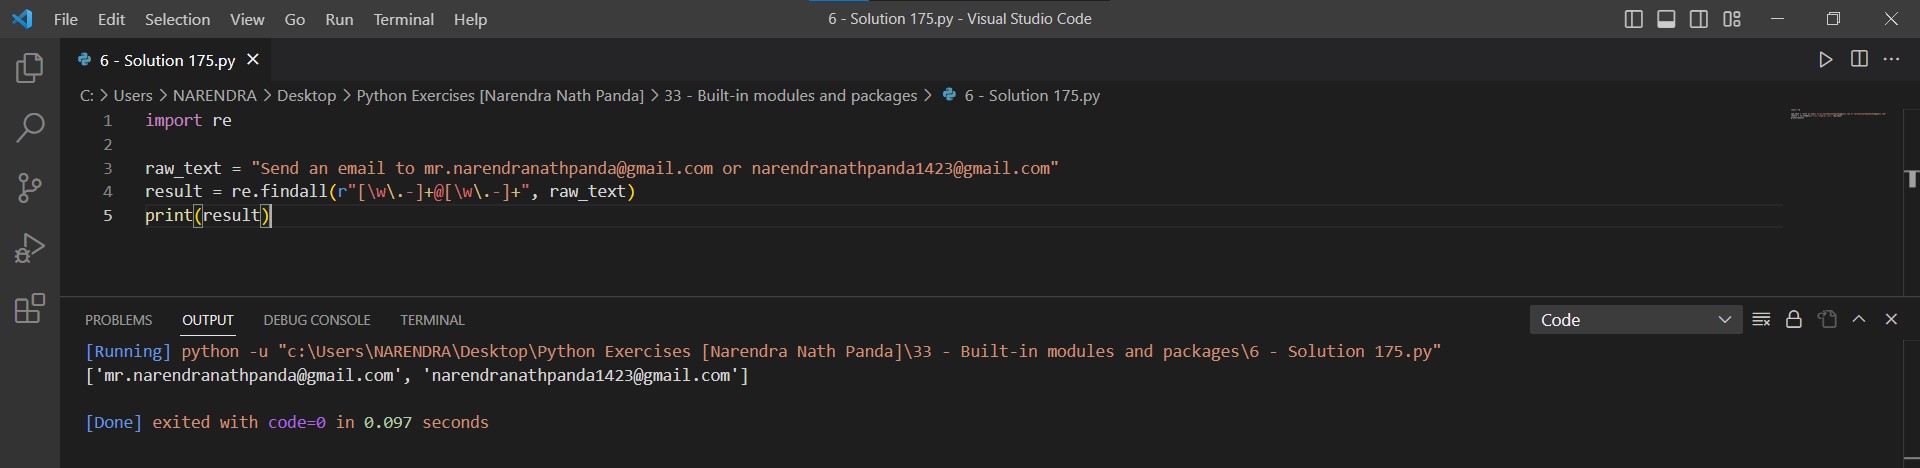 File Edit Selection View Go Run Terminal Help 6 - Solution 175.py - Visual Studio Code
6 - Solution 175.py
C: > Users > NARENDRA > Desktop > Python Exercises [Narendra Nath Panda] > 33 - Built-in modules and packages > 6 - Solution 175.py
1 import re
2
3 raw_text = "Send an email to mr.narendranathpanda@gmail.com or narendranathpanda1423@gmail.com"
4 result = re.findall(r"[\w\.-]+@[\w\.-]+", raw_text)
5 print(result)
PROBLEMS OUTPUT DEBUG CONSOLE TERMINAL Code
[Running] python -u "c:\Users\NARENDRA\Desktop\Python Exercises [Narendra Nath Panda]\33 - Built-in modules and packages\6 - Solution 175.py"
['mr.narendranathpanda@gmail.com', 'narendranathpanda1423@gmail.com']
[Done] exited with code=0 in 0.097 seconds